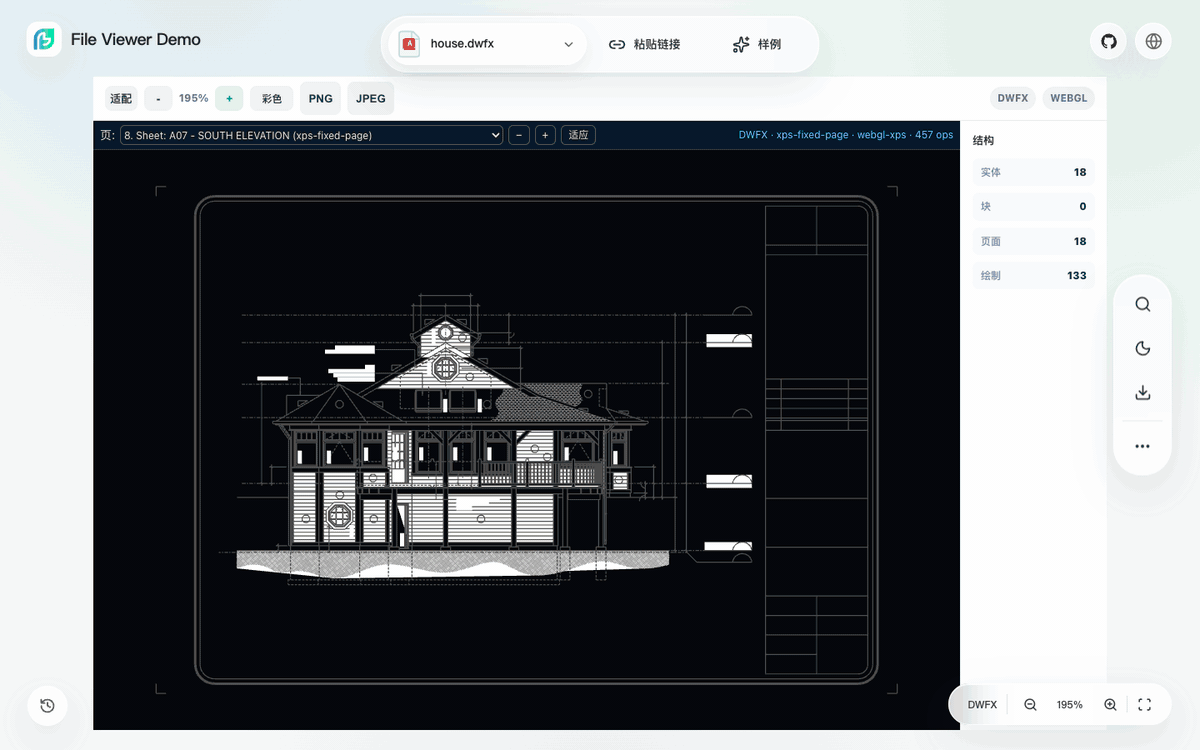 File Viewer Demo
house.dwfx
粘贴链接
样例
适配
-
195%
+
彩色
PNG
JPEG
DWFX
WEBGL
页:
8. Sheet: A07 - SOUTH ELEVATION (xps-fixed-page)
−
+
适应
DWFX · xps-fixed-page · webgl-xps · 457 ops
结构
实体 18
块 0
页面 18
绘制 133
DWFX
195%